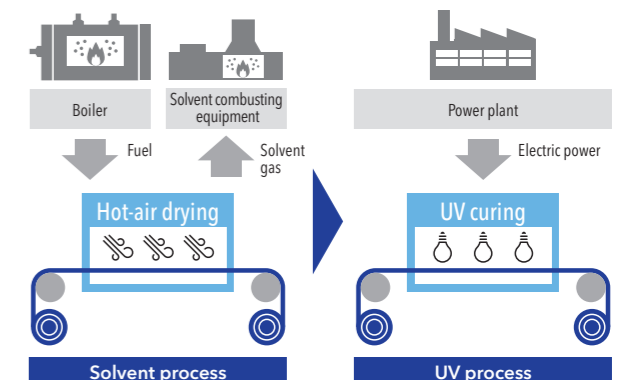 Boiler
Solvent combusting
equipment
Power plant
Fuel
Solvent
gas
Electric power
Hot-air drying
UV curing
Solvent process
UV process